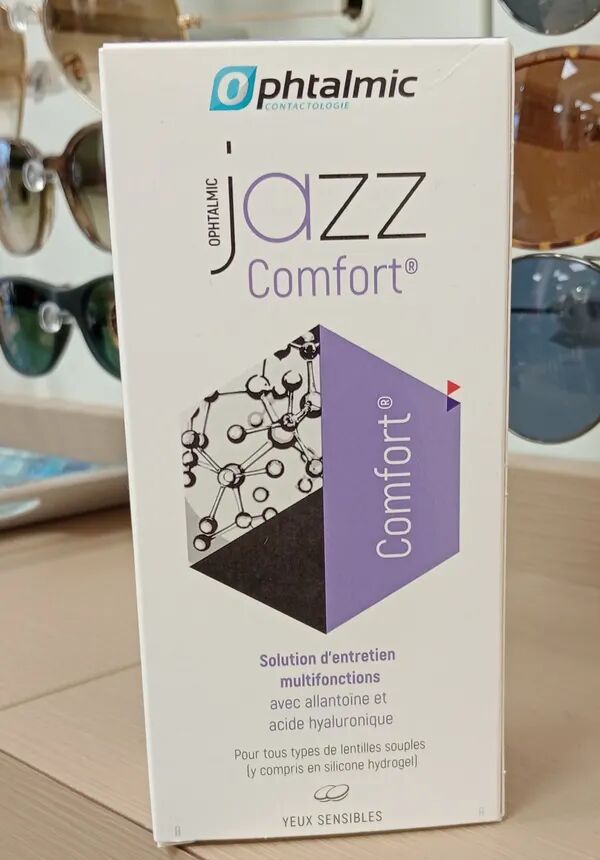 Ophtalmic
CONTACTOLOGIE
OPHTALMIC
jazz
Comfort®
Comfort®
Solution d'entretien
multifonctions
avec allantoïne et
acide hyaluronique
Pour tous types de lentilles souples
(y compris en silicone hydrogel)
YEUX SENSIBLES